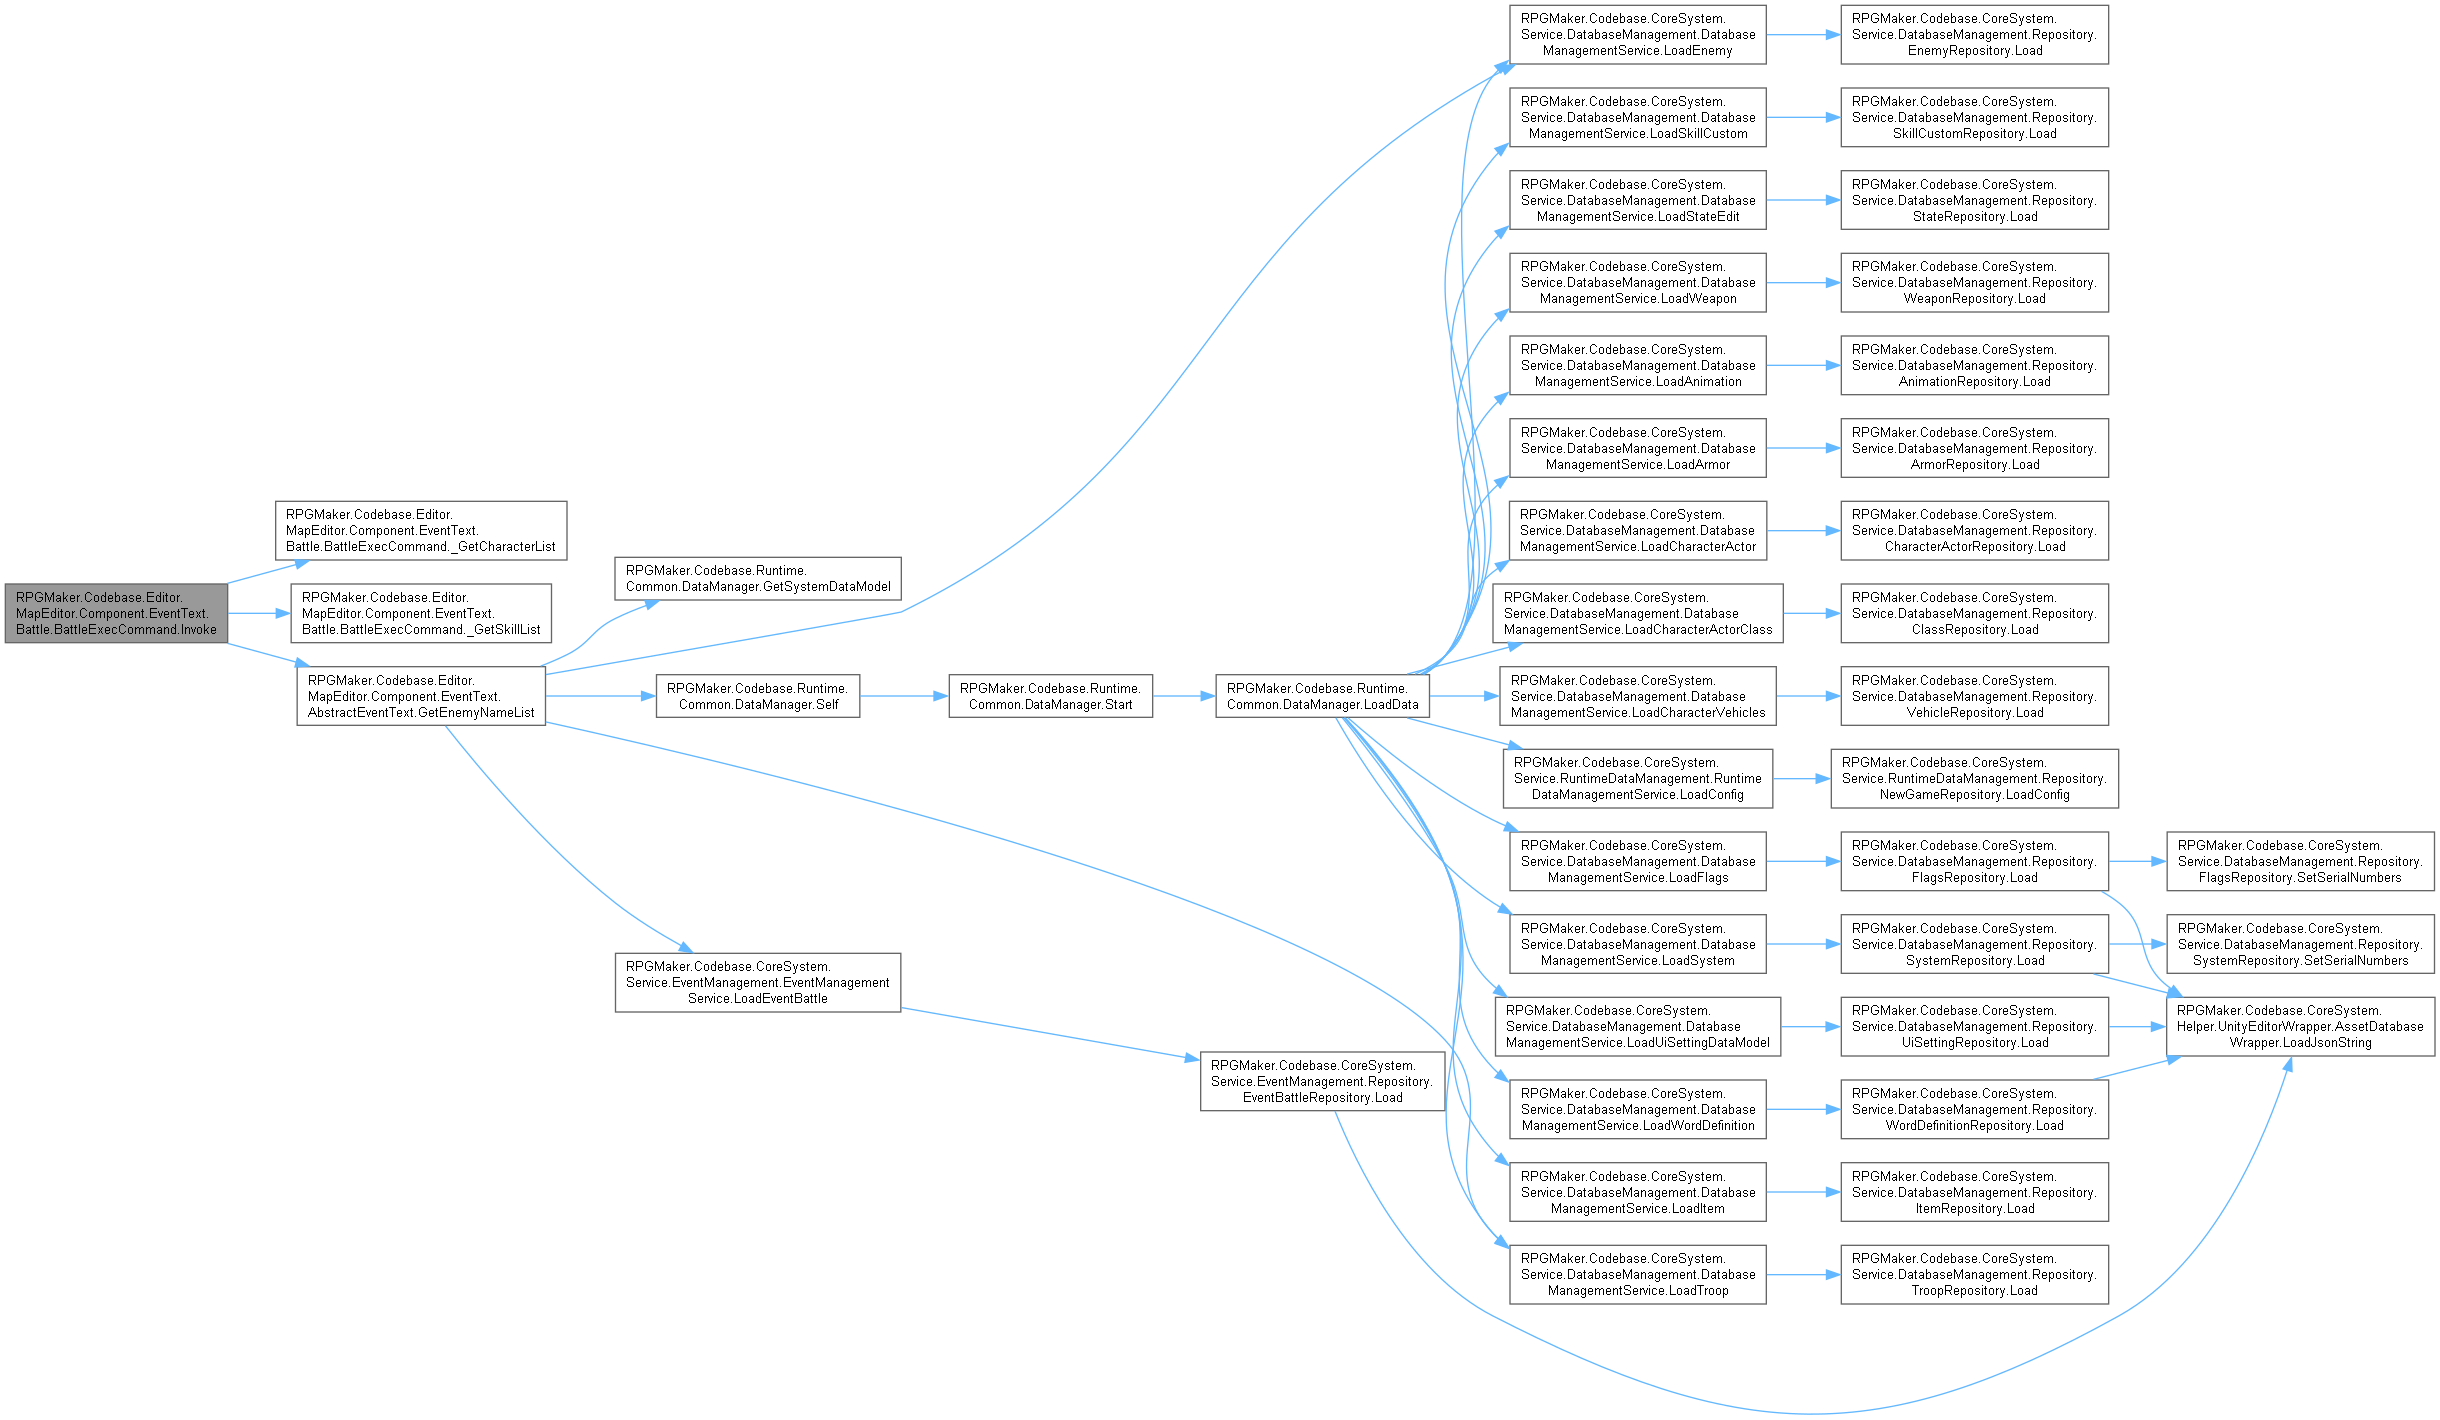 RPGMaker.Codebase.Editor.
MapEditor.Component.EventText.
Battle.BattleExecCommand.Invoke
RPGMaker.Codebase.Editor.
MapEditor.Component.EventText.
Battle.BattleExecCommand._GetCharacterList
RPGMaker.Codebase.Editor.
MapEditor.Component.EventText.
Battle.BattleExecCommand._GetSkillList
RPGMaker.Codebase.Editor.
MapEditor.Component.EventText.
AbstractEventText.GetEnemyNameList
RPGMaker.Codebase.Runtime.
Common.DataManager.GetSystemDataModel
RPGMaker.Codebase.Runtime.
Common.DataManager.Self
RPGMaker.Codebase.CoreSystem.
Service.EventManagement.EventManagement
Service.LoadEventBattle
RPGMaker.Codebase.Runtime.
Common.DataManager.Start
RPGMaker.Codebase.Runtime.
Common.DataManager.LoadData
RPGMaker.Codebase.CoreSystem.
Service.EventManagement.Repository.
EventBattleRepository.Load
RPGMaker.Codebase.CoreSystem.
Service.DatabaseManagement.Database
ManagementService.LoadEnemy
RPGMaker.Codebase.CoreSystem.
Service.DatabaseManagement.Database
ManagementService.LoadSkillCustom
RPGMaker.Codebase.CoreSystem.
Service.DatabaseManagement.Database
ManagementService.LoadStateEdit
RPGMaker.Codebase.CoreSystem.
Service.DatabaseManagement.Database
ManagementService.LoadWeapon
RPGMaker.Codebase.CoreSystem.
Service.DatabaseManagement.Database
ManagementService.LoadAnimation
RPGMaker.Codebase.CoreSystem.
Service.DatabaseManagement.Database
ManagementService.LoadArmor
RPGMaker.Codebase.CoreSystem.
Service.DatabaseManagement.Database
ManagementService.LoadCharacterActor
RPGMaker.Codebase.CoreSystem.
Service.DatabaseManagement.Database
ManagementService.LoadCharacterActorClass
RPGMaker.Codebase.CoreSystem.
Service.DatabaseManagement.Database
ManagementService.LoadCharacterVehicles
RPGMaker.Codebase.CoreSystem.
Service.RuntimeDataManagement.Runtime
DataManagementService.LoadConfig
RPGMaker.Codebase.CoreSystem.
Service.DatabaseManagement.Database
ManagementService.LoadFlags
RPGMaker.Codebase.CoreSystem.
Service.DatabaseManagement.Database
ManagementService.LoadSystem
RPGMaker.Codebase.CoreSystem.
Service.DatabaseManagement.Database
ManagementService.LoadUiSettingDataModel
RPGMaker.Codebase.CoreSystem.
Service.DatabaseManagement.Database
ManagementService.LoadWordDefinition
RPGMaker.Codebase.CoreSystem.
Service.DatabaseManagement.Database
ManagementService.LoadItem
RPGMaker.Codebase.CoreSystem.
Service.DatabaseManagement.Database
ManagementService.LoadTroop
RPGMaker.Codebase.CoreSystem.
Service.DatabaseManagement.Repository.
EnemyRepository.Load
RPGMaker.Codebase.CoreSystem.
Service.DatabaseManagement.Repository.
SkillCustomRepository.Load
RPGMaker.Codebase.CoreSystem.
Service.DatabaseManagement.Repository.
StateRepository.Load
RPGMaker.Codebase.CoreSystem.
Service.DatabaseManagement.Repository.
WeaponRepository.Load
RPGMaker.Codebase.CoreSystem.
Service.DatabaseManagement.Repository.
AnimationRepository.Load
RPGMaker.Codebase.CoreSystem.
Service.DatabaseManagement.Repository.
ArmorRepository.Load
RPGMaker.Codebase.CoreSystem.
Service.DatabaseManagement.Repository.
CharacterActorRepository.Load
RPGMaker.Codebase.CoreSystem.
Service.DatabaseManagement.Repository.
ClassRepository.Load
RPGMaker.Codebase.CoreSystem.
Service.DatabaseManagement.Repository.
VehicleRepository.Load
RPGMaker.Codebase.CoreSystem.
Service.RuntimeDataManagement.Repository.
NewGameRepository.LoadConfig
RPGMaker.Codebase.CoreSystem.
Service.DatabaseManagement.Repository.
FlagsRepository.Load
RPGMaker.Codebase.CoreSystem.
Service.DatabaseManagement.Repository.
SystemRepository.Load
RPGMaker.Codebase.CoreSystem.
Service.DatabaseManagement.Repository.
UiSettingRepository.Load
RPGMaker.Codebase.CoreSystem.
Service.DatabaseManagement.Repository.
WordDefinitionRepository.Load
RPGMaker.Codebase.CoreSystem.
Service.DatabaseManagement.Repository.
ItemRepository.Load
RPGMaker.Codebase.CoreSystem.
Service.DatabaseManagement.Repository.
TroopRepository.Load
RPGMaker.Codebase.CoreSystem.
Service.DatabaseManagement.Repository.
FlagsRepository.SetSerialNumbers
RPGMaker.Codebase.CoreSystem.
Service.DatabaseManagement.Repository.
SystemRepository.SetSerialNumbers
RPGMaker.Codebase.CoreSystem.
Helper.UnityEditorWrapper.AssetDatabase
Wrapper.LoadJsonString